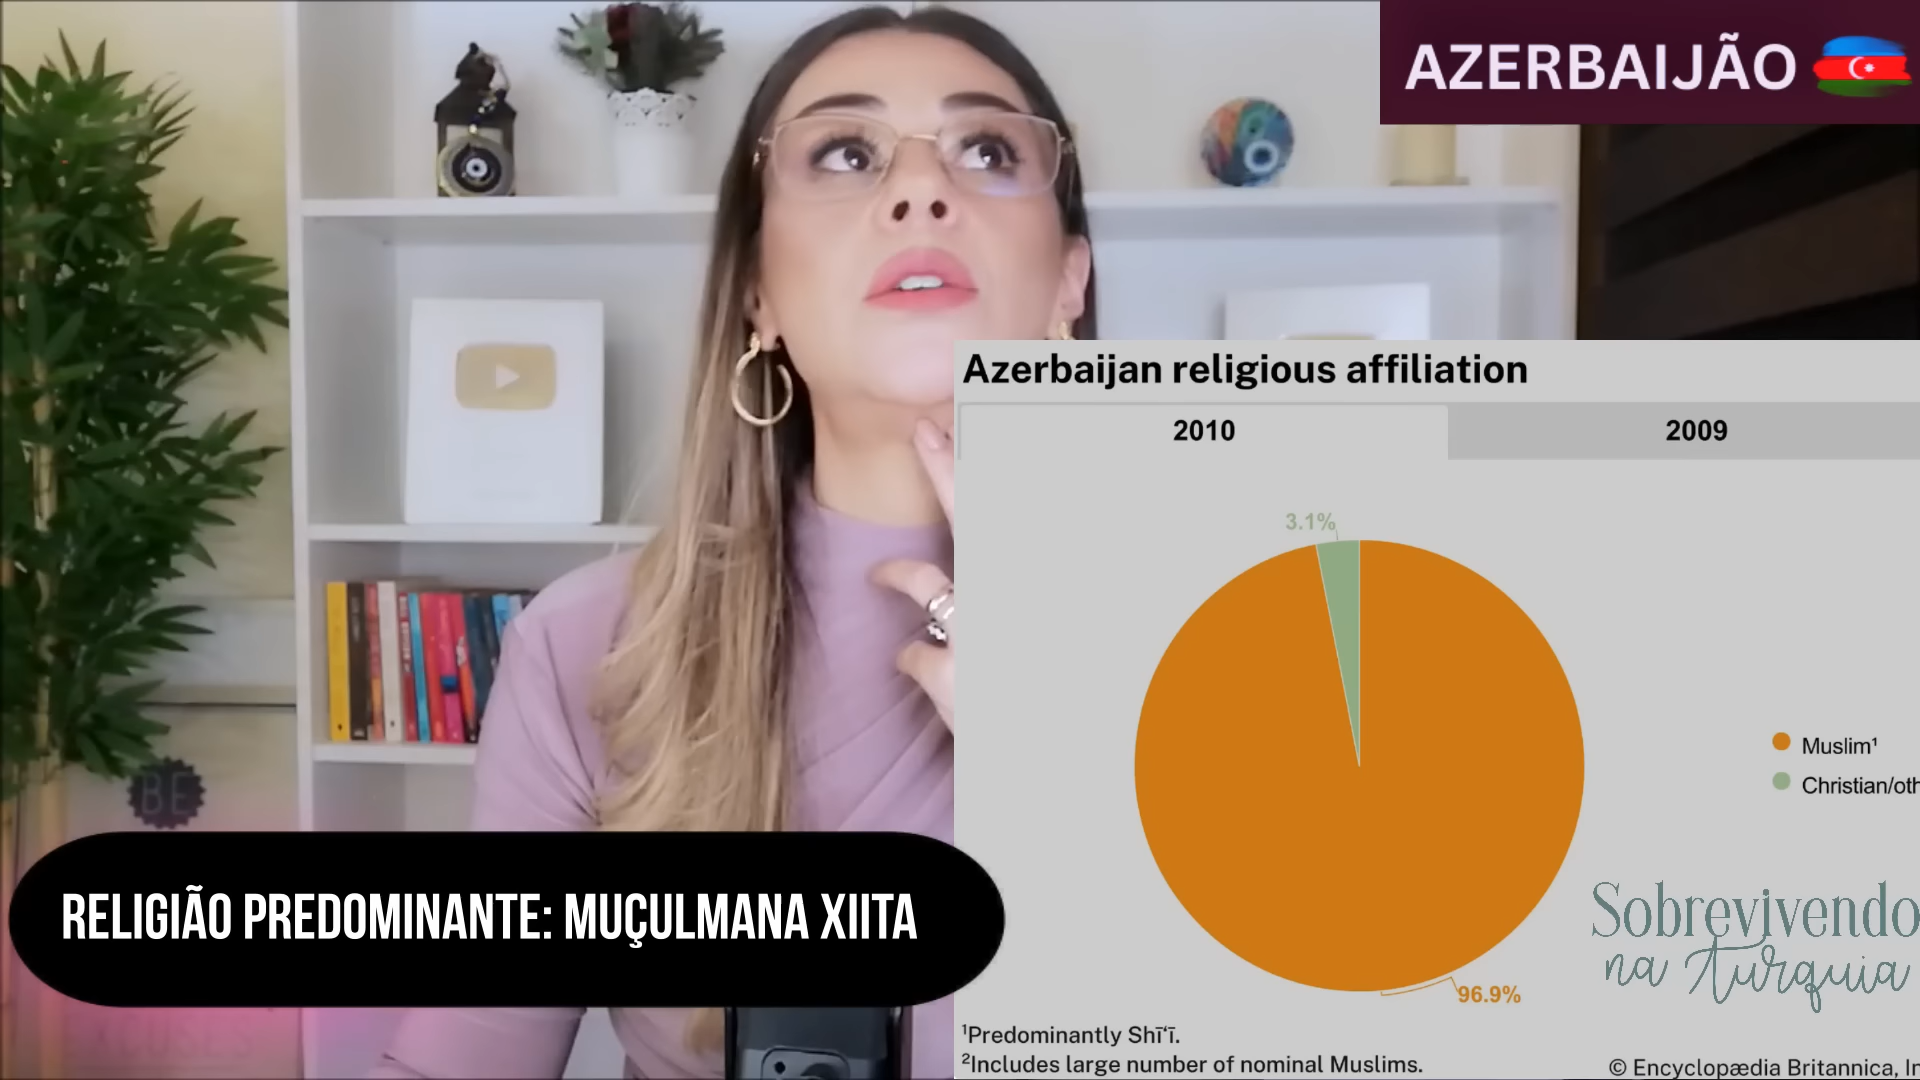 AZERBAIJÃO
Azerbaijan religious affiliation
2010
2009
3.1%
Muslim¹
Christian/oth
96.9%
¹Predominantly Shīʿī.
²Includes large number of nominal Muslims.
© Encyclopædia Britannica, In
BE
RELIGIÃO PREDOMINANTE: MUÇULMANA XIITA
Sobrevivendo
na Turquia